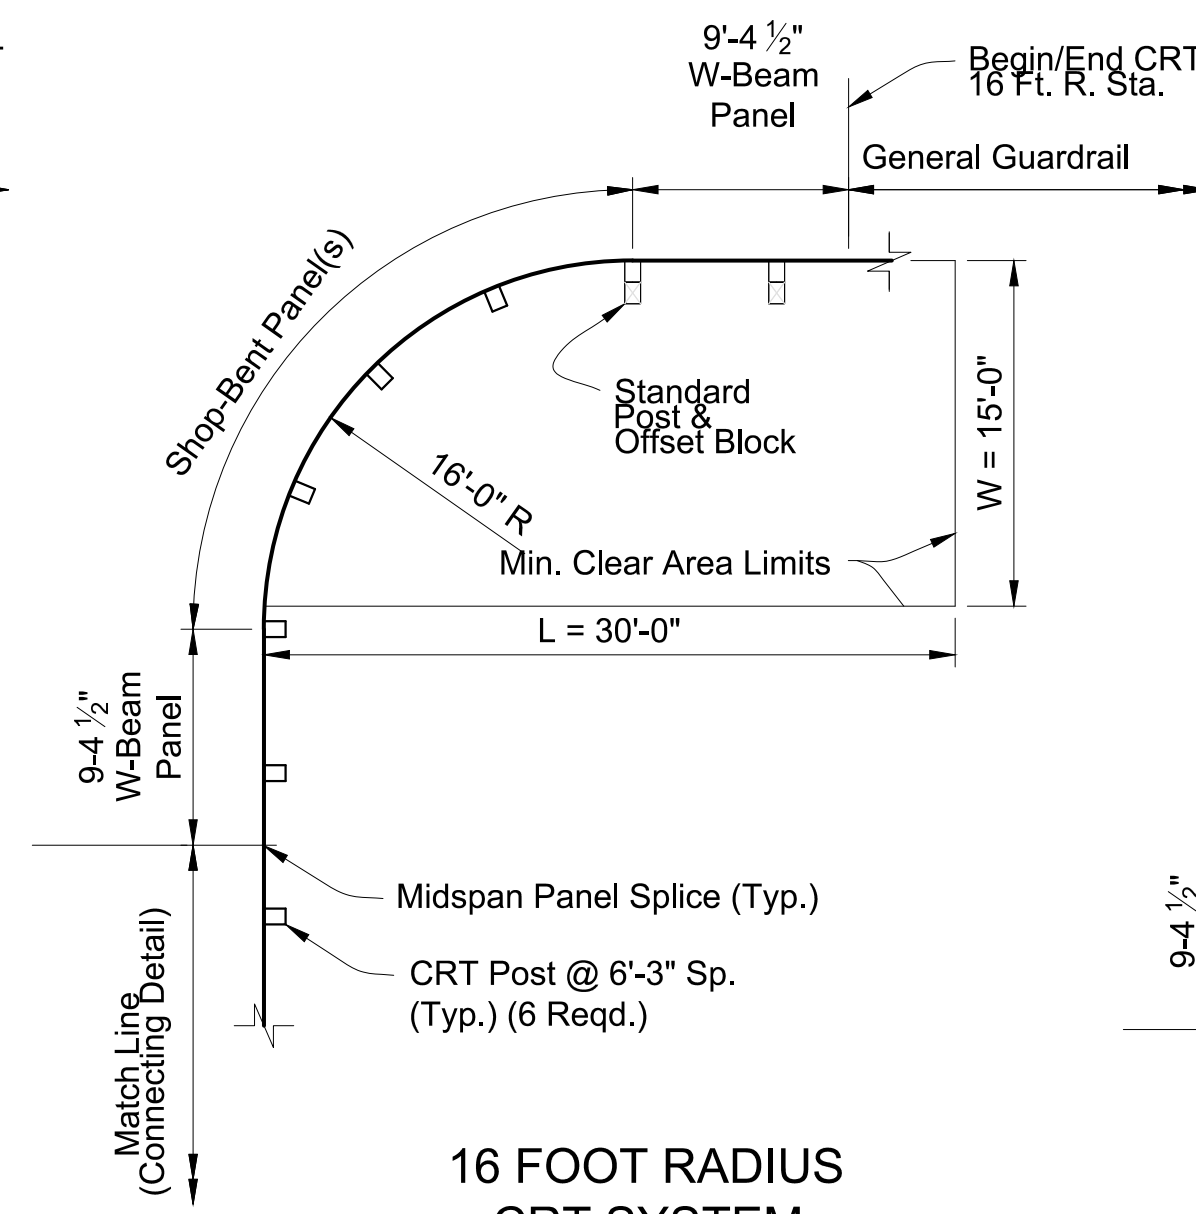 9'-4 ½"
W-Beam
Panel
Begin/End CRT
16 Ft. R. Sta.
General Guardrail
Shop-Bent Panel(s)
Standard
Post &
Offset Block
W = 15'-0"
16'-0" R
Min. Clear Area Limits
L = 30'-0"
9-4 ½"
W-Beam
Panel
Midspan Panel Splice (Typ.)
CRT Post @ 6'-3" Sp.
(Typ.) (6 Reqd.)
9-4 ½"
Match Line
(Connecting Detail)
16 FOOT RADIUS
CRT SYSTEM